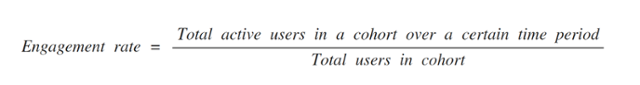 Engagement rate = Total active users in a cohort over a certain time period
Total users in cohort